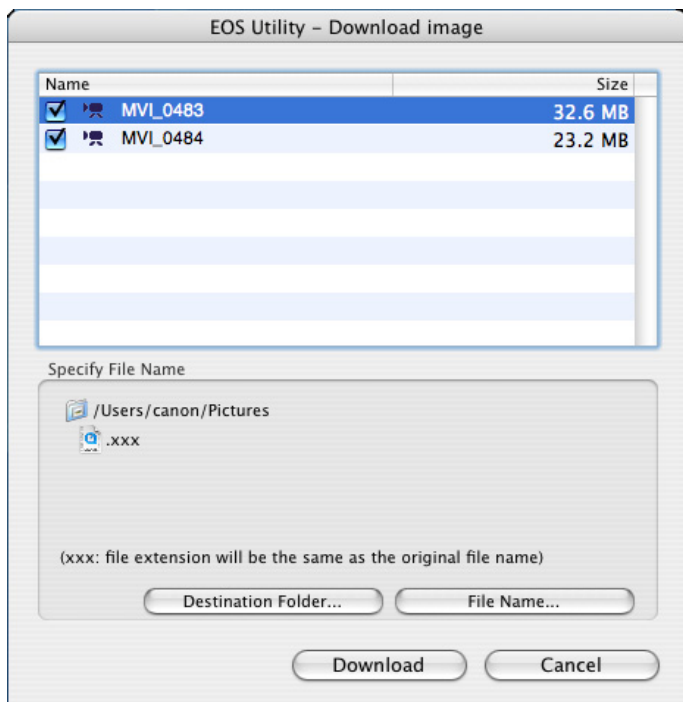 EOS Utility – Download image
Name Size
MVI_0483 32.6 MB
MVI_0484 23.2 MB
Specify File Name
/Users/canon/Pictures
.xxx
(xxx: file extension will be the same as the original file name)
Destination Folder... File Name...
Download Cancel